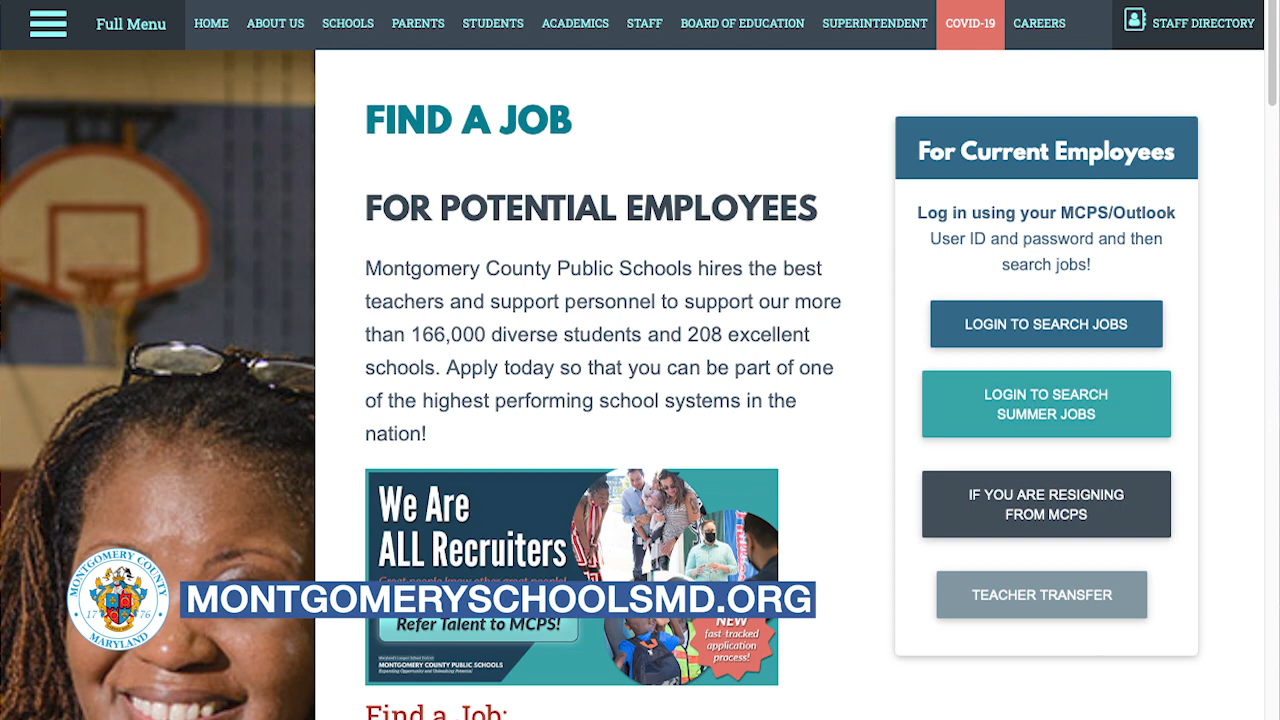 Full Menu
HOME
ABOUT US
SCHOOLS
PARENTS
STUDENTS
ACADEMICS
STAFF
BOARD OF EDUCATION
SUPERINTENDENT
COVID-19
CAREERS
STAFF DIRECTORY
FIND A JOB
FOR POTENTIAL EMPLOYEES
Montgomery County Public Schools hires the best
teachers and support personnel to support our more
than 166,000 diverse students and 208 excellent
schools. Apply today so that you can be part of one
of the highest performing school systems in the
nation!
We Are
ALL Recruiters
Great people know other great people!
Refer Talent to MCPS!
NEW
fast-tracked
application
process!
Maryland's Largest School District
MONTGOMERY COUNTY PUBLIC SCHOOLS
Expanding Opportunity and Unleashing Potential
Find a Job:
For Current Employees
Log in using your MCPS/Outlook
User ID and password and then
search jobs!
LOGIN TO SEARCH JOBS
LOGIN TO SEARCH
SUMMER JOBS
IF YOU ARE RESIGNING
FROM MCPS
TEACHER TRANSFER
MONTGOMERY COUNTY
17 76
MARYLAND
MONTGOMERYSCHOOLSMD.ORG